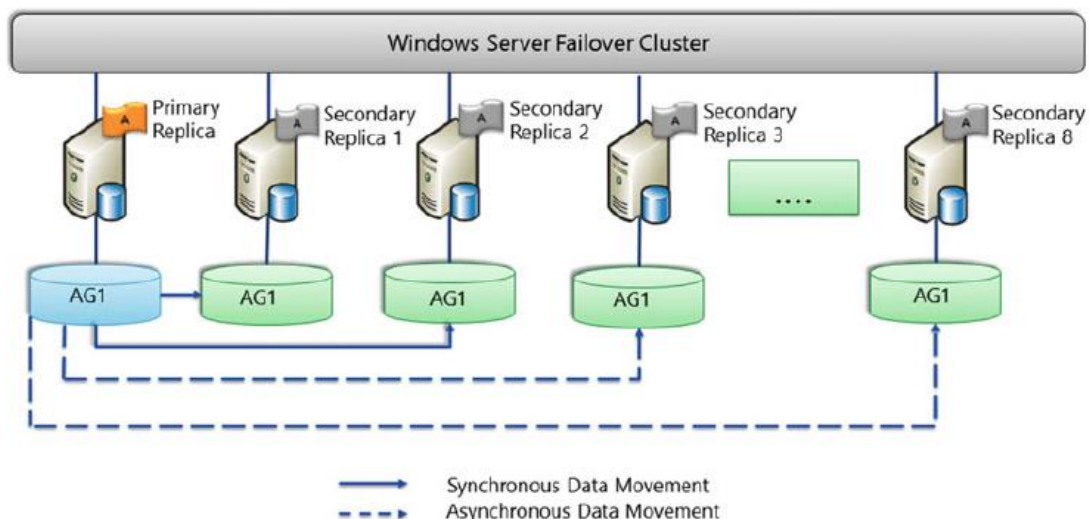 Windows Server Failover Cluster
A
Primary
Replica
A
Secondary
Replica 1
A
Secondary
Replica 2
A
Secondary
Replica 3
A
Secondary
Replica 8
....
AG1
AG1
AG1
AG1
AG1
Synchronous Data Movement
Asynchronous Data Movement